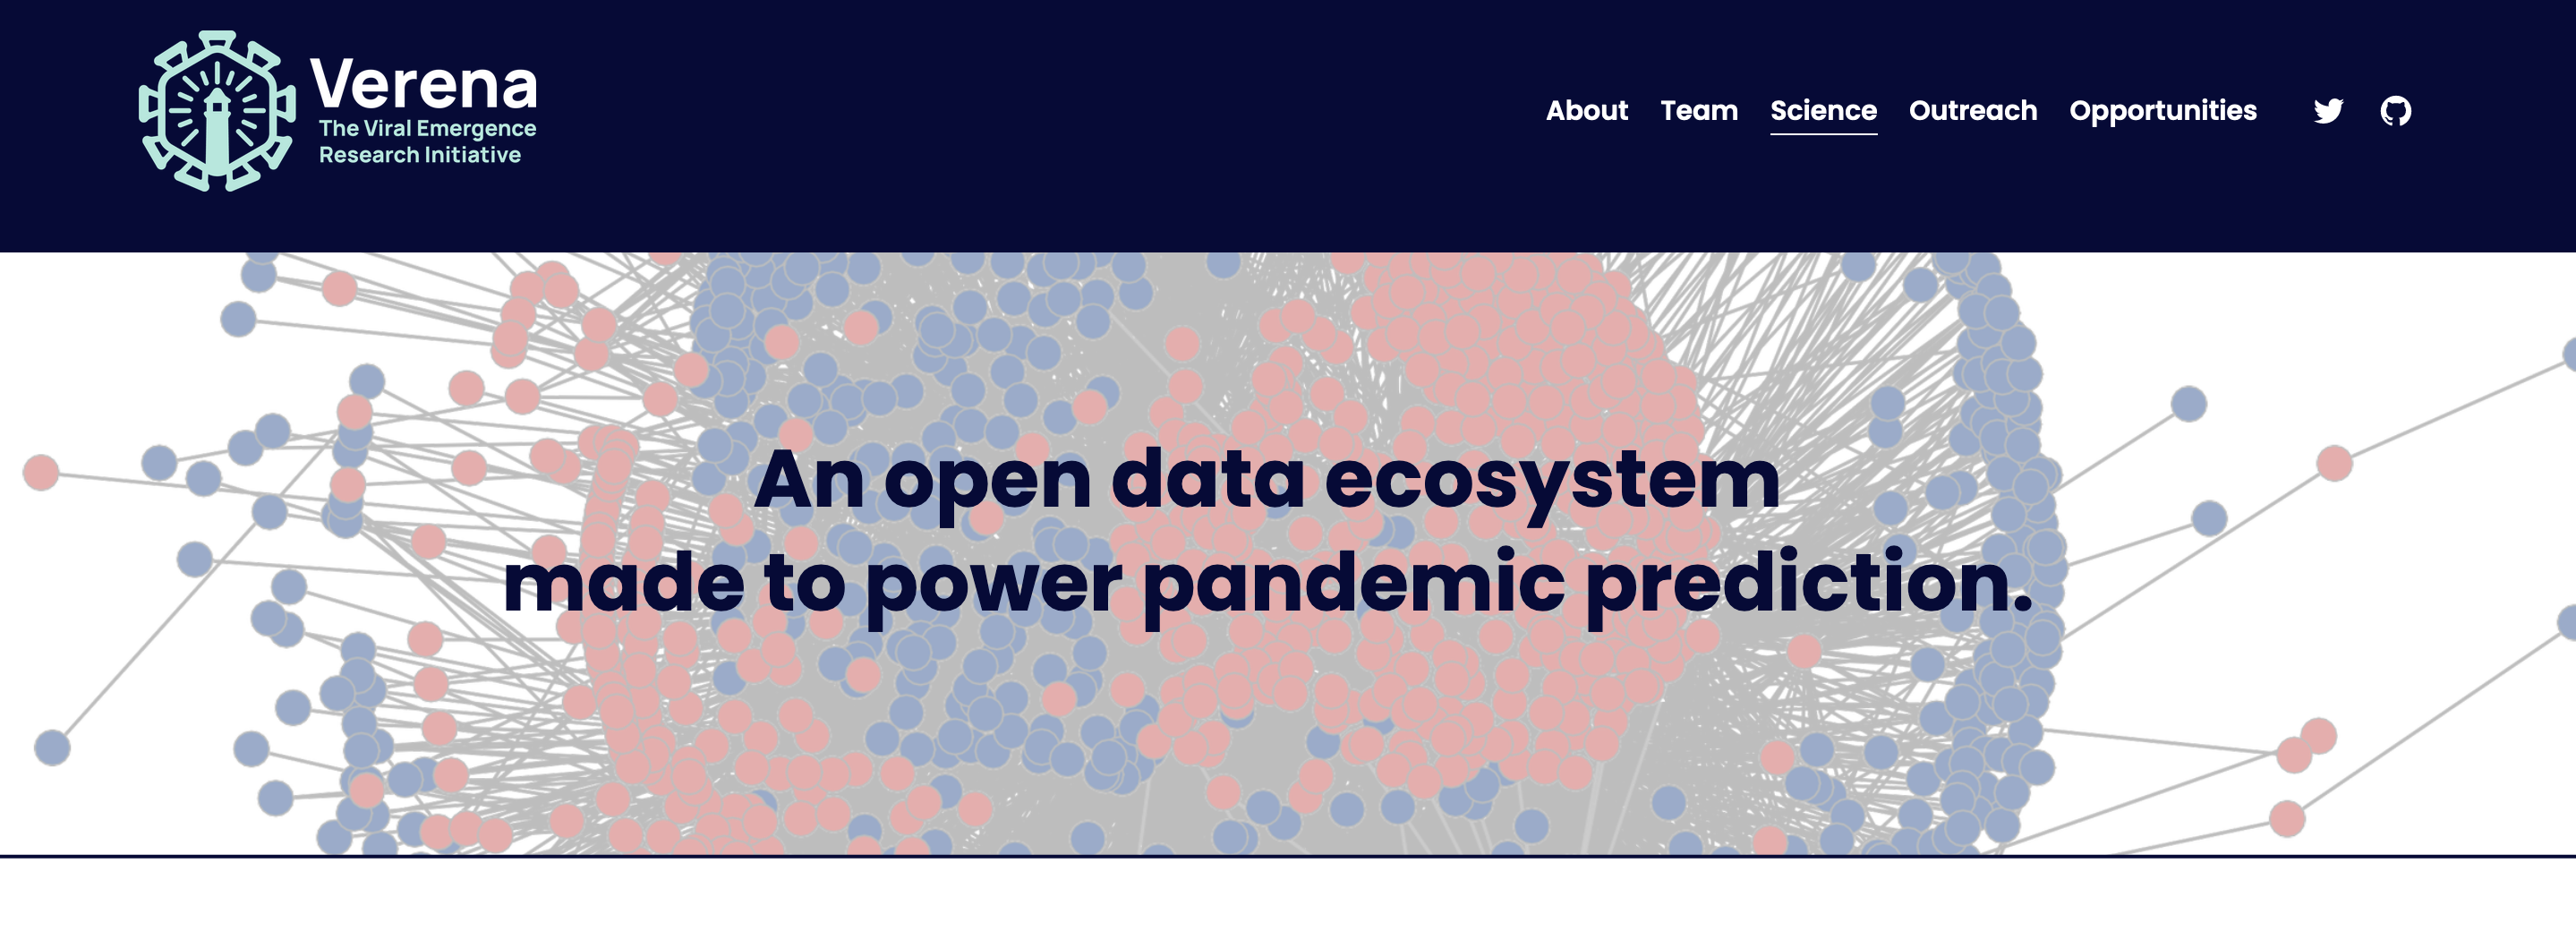 Verena
The Viral Emergence
Research Initiative
About Team Science Outreach Opportunities
An open data ecosystem
made to power pandemic prediction.